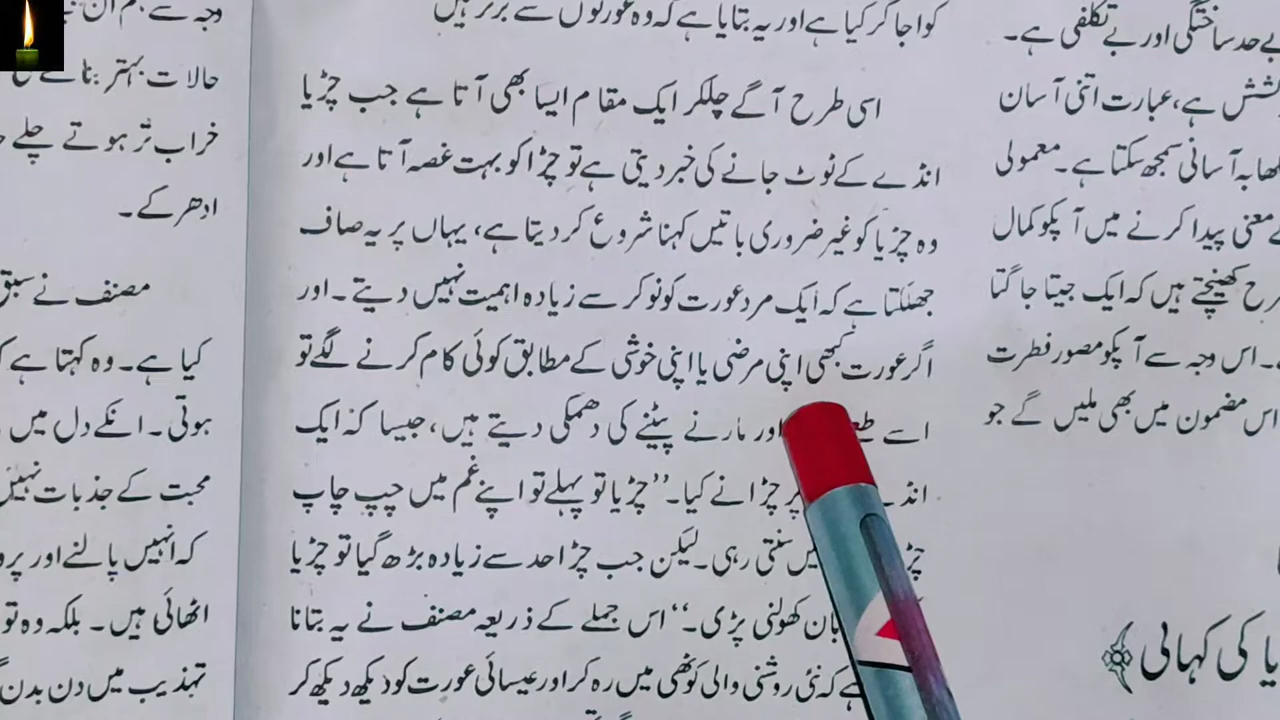 بے حد ساختگی اور بے تکلفی ہے۔
کشش ہے، عبارت اتنی آسان
بہ آسانی سمجھ سکتا ہے۔ معمولی
معنی پیدا کرنے میں آپکو کمال
کھینچتے ہیں کہ ایک جیتا جاگتا
اس وجہ سے آپکو مصور فطرت
اس مضمون میں بھی ملیں گے جو
کی کہانی
کو اجاگر کیا ہے اور یہ بتایا ہے کہ وہ عورتوں سے برتر ہیں
اسی طرح آگے چلکر ایک مقام ایسا بھی آتا ہے جب چڑیا
انڈے کے ٹوٹ جانے کی خبر دیتی ہے تو چڑا کو بہت غصہ آتا ہے اور
وہ چڑیا کو غیر ضروری باتیں کہنا شروع کر دیتا ہے، یہاں پر یہ صاف
جھلکتا ہے کہ ایک مرد عورت کو نوکر سے زیادہ اہمیت نہیں دیتے۔ اور
اگر عورت کبھی اپنی مرضی یا اپنی خوشی کے مطابق کوئی کام کرنے لگے تو
اسے اور مارنے پیٹنے کی دھمکی دیتے ہیں، جیسا کہ ایک
پر چڑا نے کیا۔ ’’چڑیا تو پہلے تو اپنے غم میں چپ چاپ
سنتی رہی۔ لیکن جب چڑا حد سے زیادہ بڑھ گیا تو چڑیا
کھولنی پڑی۔‘‘ اس جملے کے ذریعہ مصنف نے یہ بتانا
ہے کہ نئی روشنی والی کوٹھی میں رہ کر اور عیسائی عورت کو دیکھ دیکھ کر
وجہ سے ہم ان
حالات بہتر بنانے
خراب تر ہوتے چلے
ادھر کے۔
مصنف نے سبق
کیا ہے۔ وہ کہتا ہے
ہوتی۔ انکے دل میں
محبت کے جذبات نہیں
کہ انہیں پالنے اور
اٹھائی ہیں۔ بلکہ وہ تو
تہذیب میں دن بدن